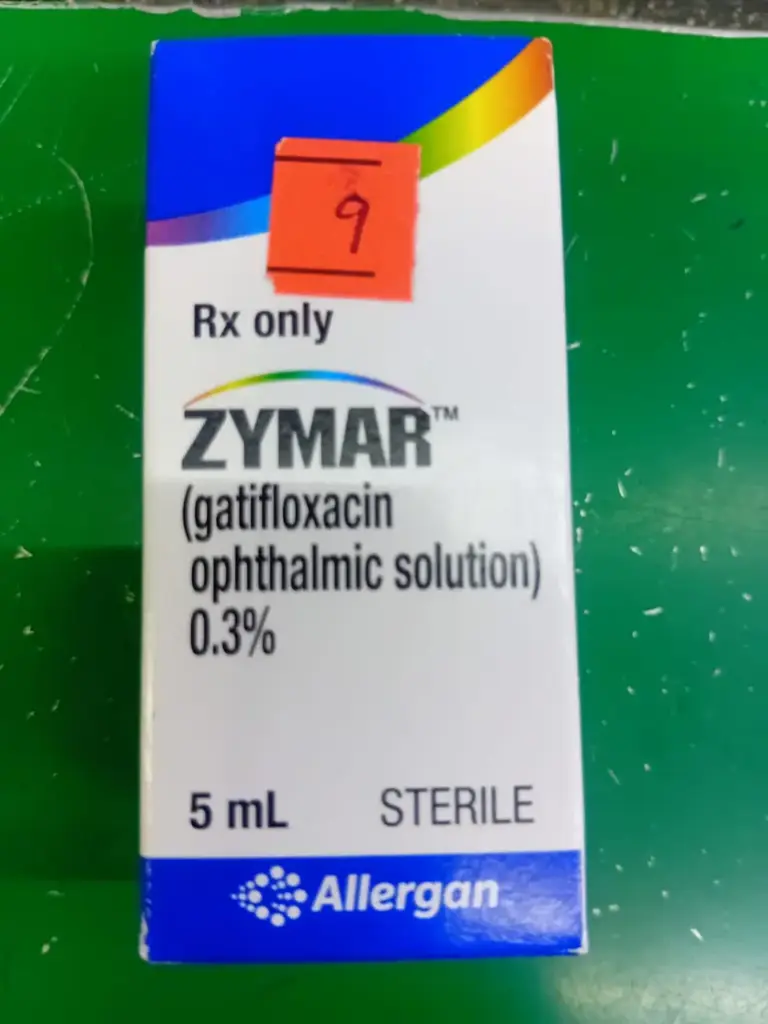 9
Rx only
ZYMAR™
(gatifloxacin
ophthalmic solution)
0.3%
5 mL STERILE
Allergan